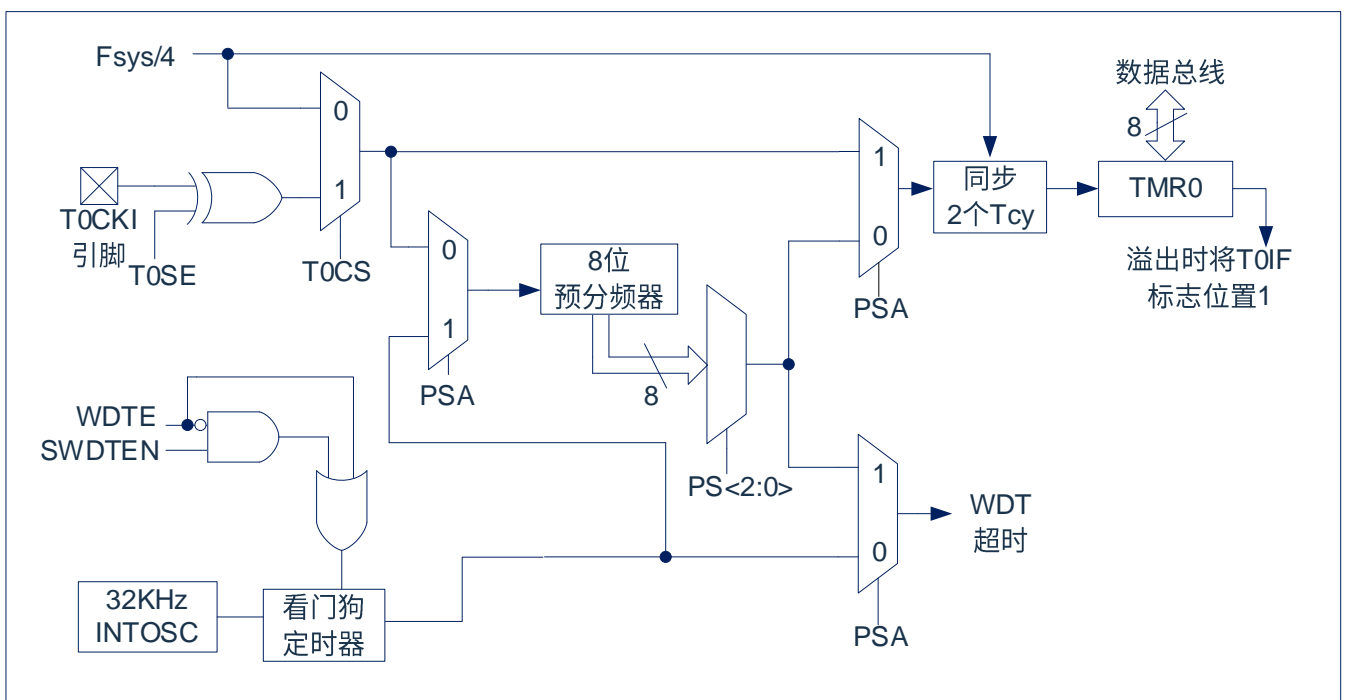 Fsys/4
数据总线
0
8
1
1
同步
2个Tcy
TMR0
T0CKI
引脚
T0SE
T0CS
0
8位
预分频器
0
溢出时将T0IF
标志位置1
1
PSA
PSA
8
WDTE
SWDTEN
PS<2:0>
1
WDT
超时
0
32KHz
INTOSC
看门狗
定时器
PSA